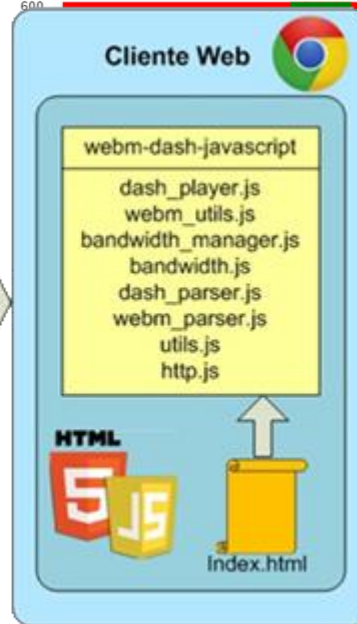 600
Cliente Web
webm-dash-javascript
dash_player.js
webm_utils.js
bandwidth_manager.js
bandwidth.js
dash_parser.js
webm_parser.js
utils.js
http.js
HTML
5
JS
Index.html